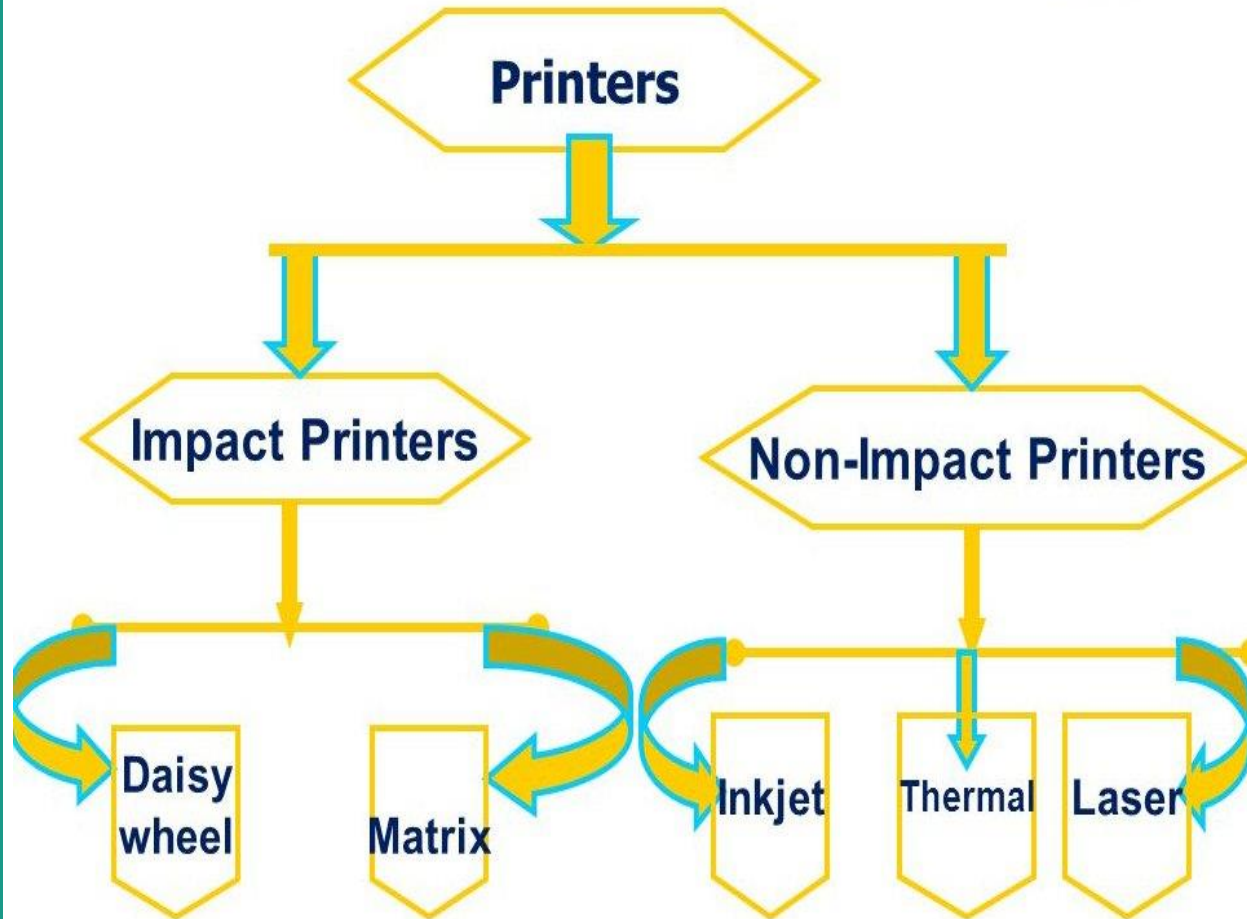 Printers
Impact Printers
Non-Impact Printers
Daisy
wheel
Matrix
Inkjet
Thermal
Laser